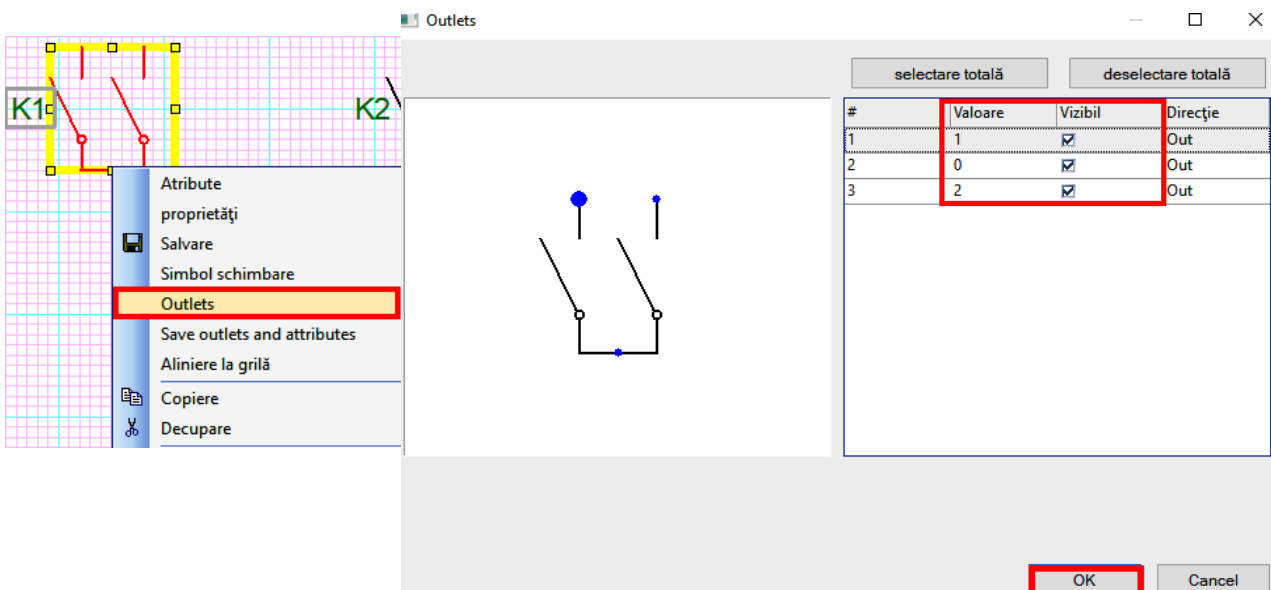 K1
K2
Atribute
proprietăţi
Salvare
Simbol schimbare
Outlets
Save outlets and attributes
Aliniere la grilă
Copiere
Decupare
Outlets
selectare totală deselectare totală
# Valoare Vizibil Direcţie
1 1 Out
2 0 Out
3 2 Out
OK Cancel